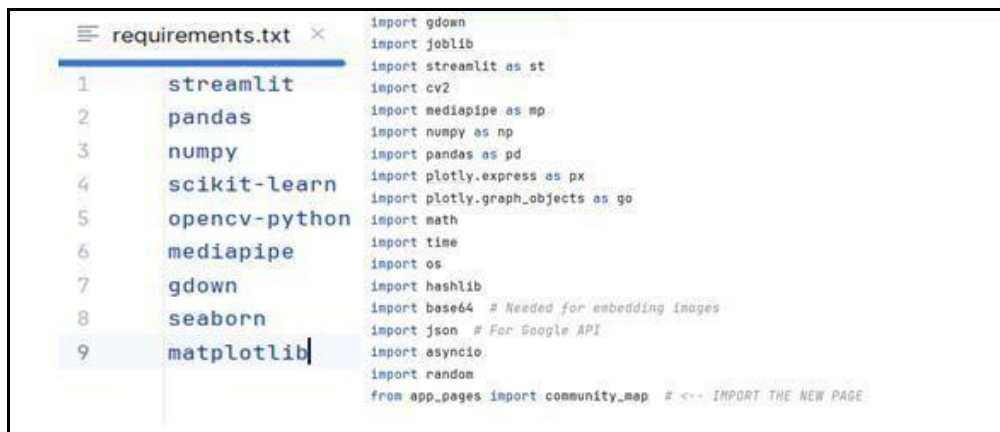 requirements.txt ×
1 streamlit
2 pandas
3 numpy
4 scikit-learn
5 opencv-python
6 mediapipe
7 gdown
8 seaborn
9 matplotlib
import gdown
import joblib
import streamlit as st
import cv2
import mediapipe as mp
import numpy as np
import pandas as pd
import plotly.express as px
import plotly.graph_objects as go
import math
import time
import os
import hashlib
import base64 # Needed for embedding images
import json # For Google API
import asyncio
import random
from app_pages import community_map # <-- IMPORT THE NEW PAGE